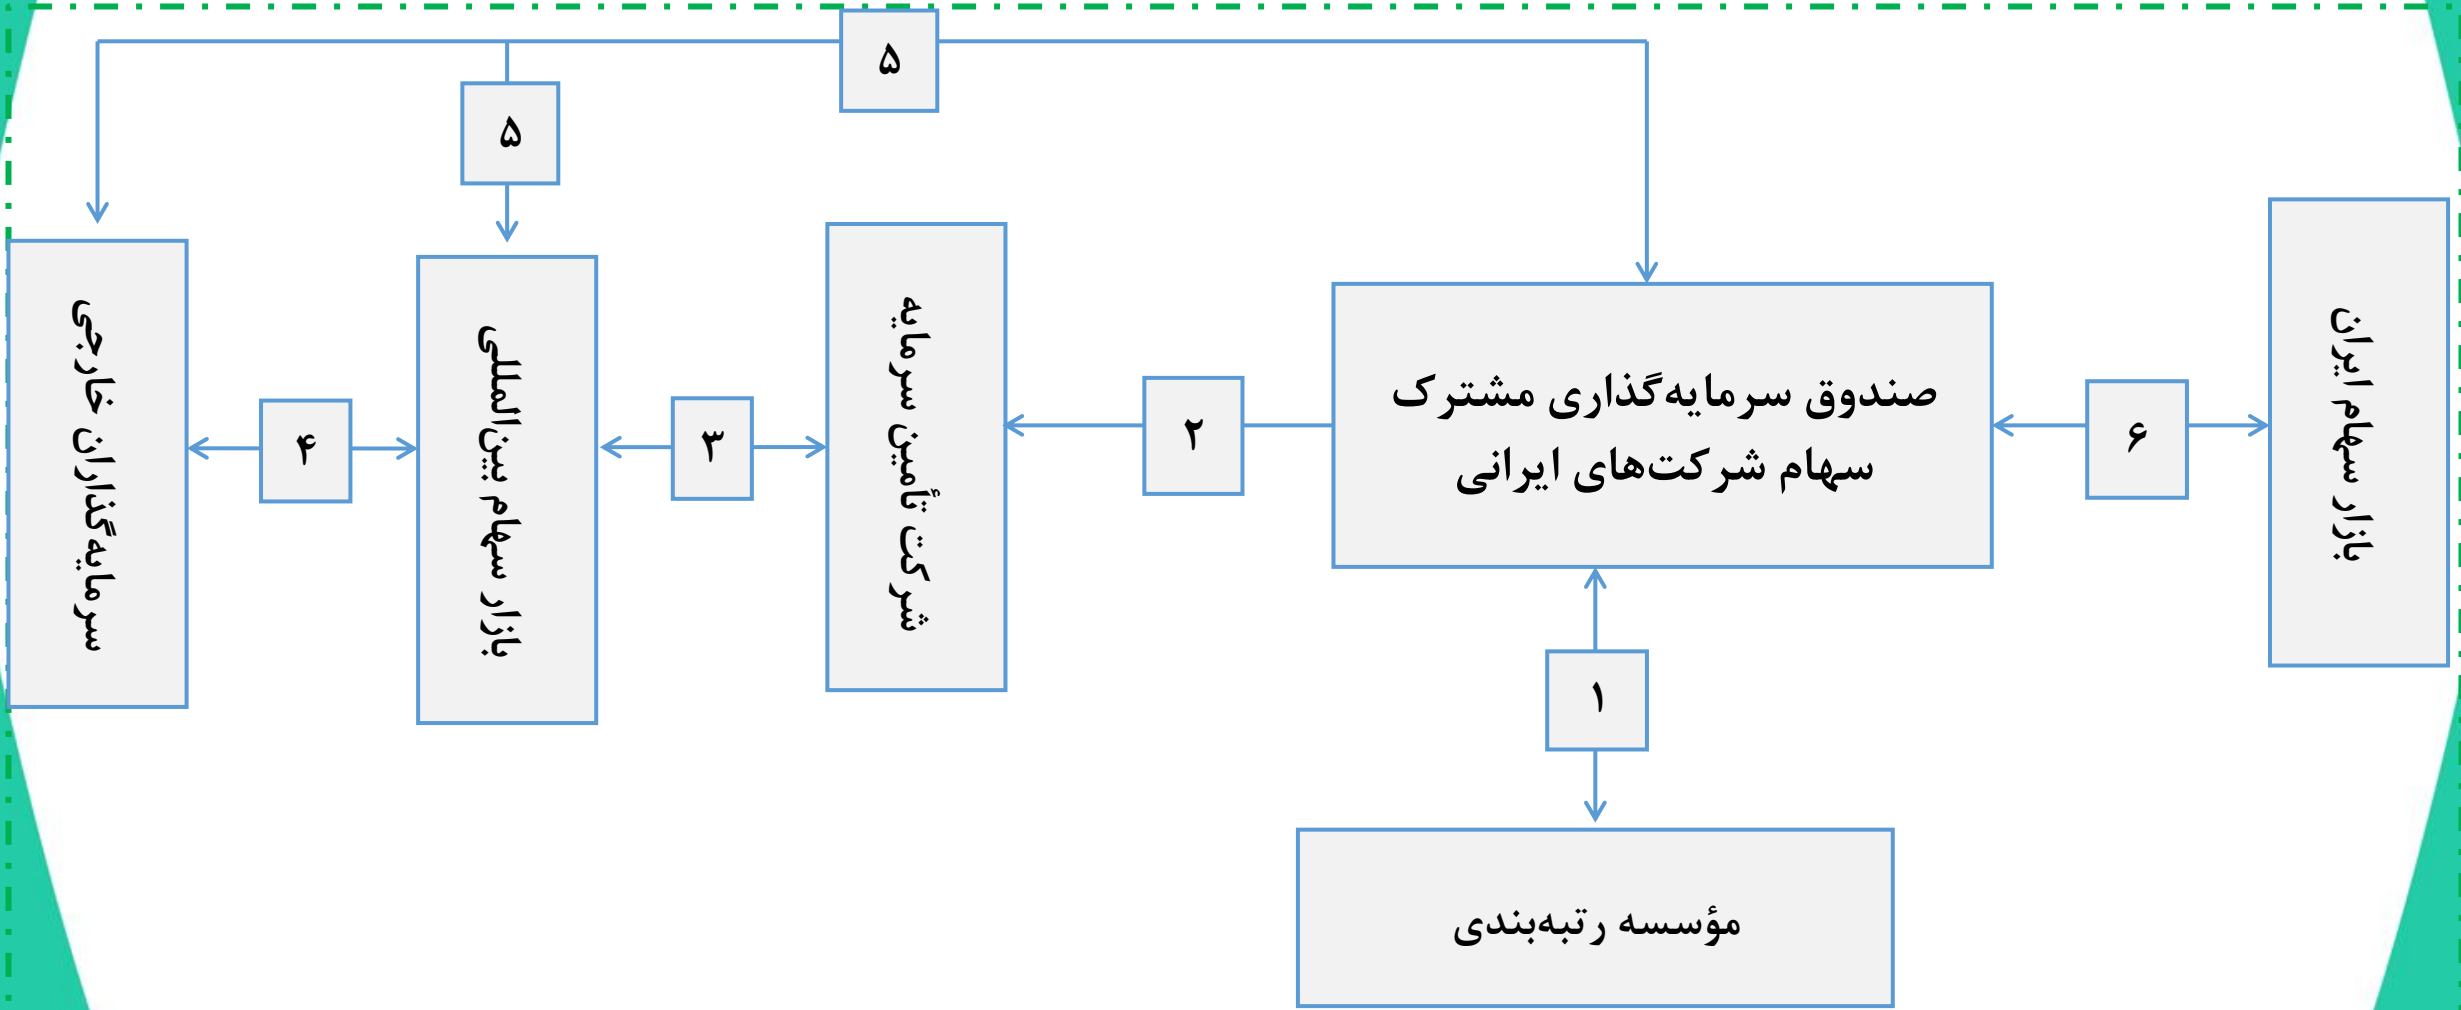 ۵
۵
بازار سهام ایران
۶
صندوق سرمایه‌گذاری مشترک
سهام شرکت‌های ایرانی
۲
شرکت تأمین سرمایه
۳
بازار سهام بین‌المللی
۴
سرمایه‌گذاران خارجی
۱
مؤسسه رتبه‌بندی